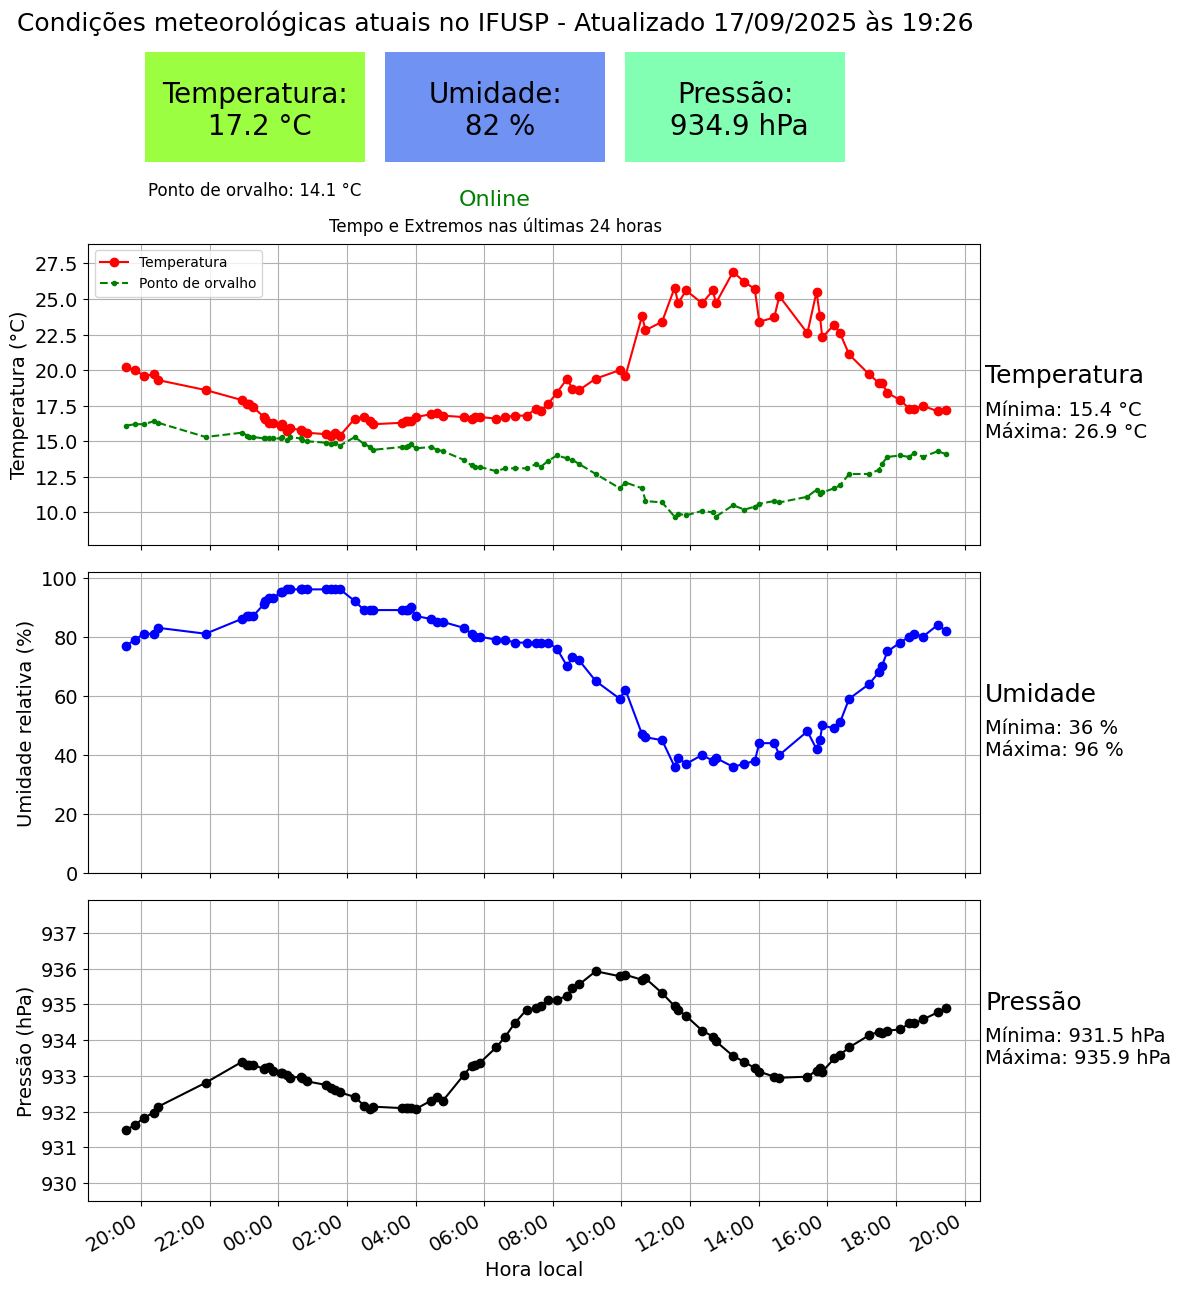 Condições meteorológicas atuais no IFUSP - Atualizado 17/09/2025 às 19:26
Temperatura:
17.2 °C
Umidade:
82 %
Pressão:
934.9 hPa
Ponto de orvalho: 14.1 °C
Online
Tempo e Extremos nas últimas 24 horas
Temperatura
Ponto de orvalho
27.5
25.0
22.5
20.0
17.5
15.0
12.5
10.0
Temperatura (°C)
Temperatura
Mínima: 15.4 °C
Máxima: 26.9 °C
100
80
60
40
20
0
Umidade relativa (%)
Umidade
Mínima: 36 %
Máxima: 96 %
937
936
935
934
933
932
931
930
Pressão (hPa)
Pressão
Mínima: 931.5 hPa
Máxima: 935.9 hPa
20:00
22:00
00:00
02:00
04:00
06:00
08:00
10:00
12:00
14:00
16:00
18:00
20:00
Hora local